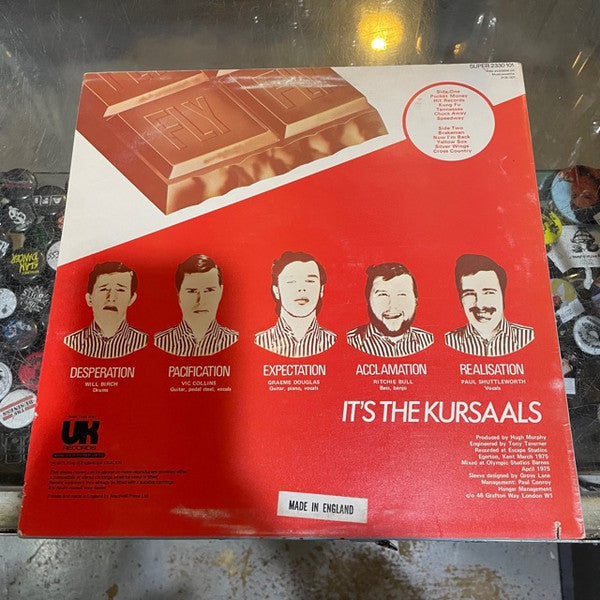 SUPER 2330 101
Side One
Pocket Money
Hit Records
Kung Fu
Tennessee
Chuck Away
Speedway
Side Two
Brakeman
Now I'm Back
Yellow Sox
Silver Wings
Cross Country
DESPERATION
WILL BIRCH
Drums
PACIFICATION
VIC COLLINS
Guitar, pedal steel, vocals
EXPECTATION
GRAEME DOUGLAS
Guitar, piano, vocals
ACCLAMATION
RITCHIE BULL
Bass, banjo
REALISATION
PAUL SHUTTLEWORTH
Vocals
IT'S THE KURSAALS
UK
RECORDS
Produced by Hugh Murphy
Engineered by Tony Taverner
Recorded at Escape Studios
Egerton, Kent March 1975
Mixed at Olympic Studios Barnes
April 1975
Sleeve designed by Gross Lane
Management: Paul Conroy
Hunger Management
c/o 46 Grafton Way London W1
MADE IN ENGLAND